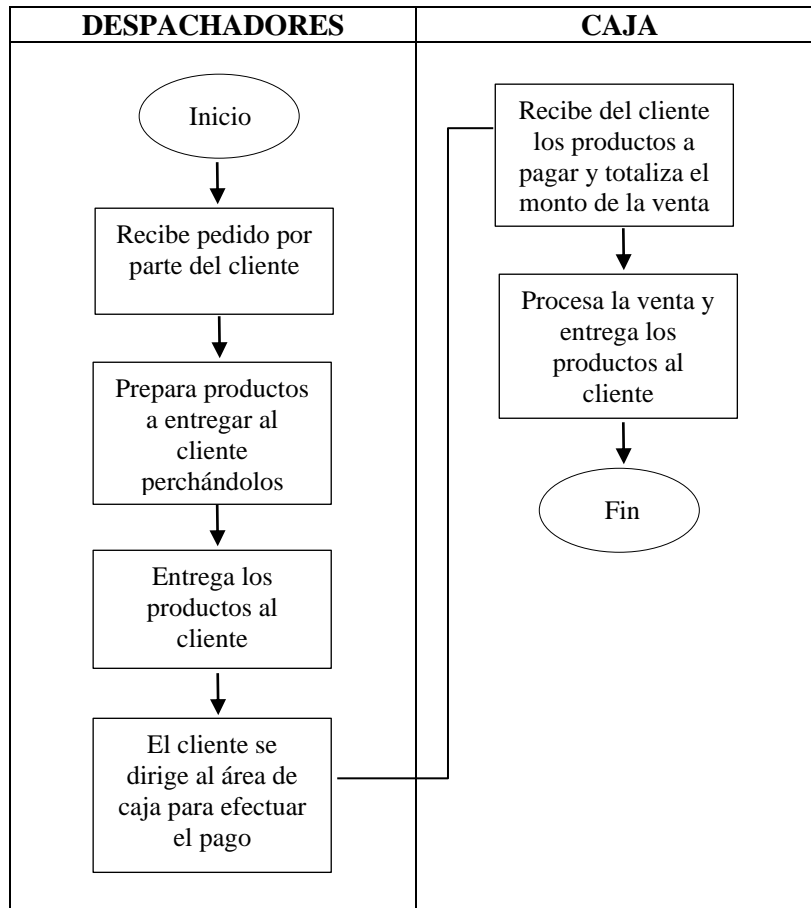 DESPACHADORES
CAJA
Inicio
Recibe pedido por
parte del cliente
Prepara productos
a entregar al
cliente
perchándolos
Entrega los
productos al
cliente
El cliente se
dirige al área de
caja para efectuar
el pago
Recibe del cliente
los productos a
pagar y totaliza el
monto de la venta
Procesa la venta y
entrega los
productos al
cliente
Fin